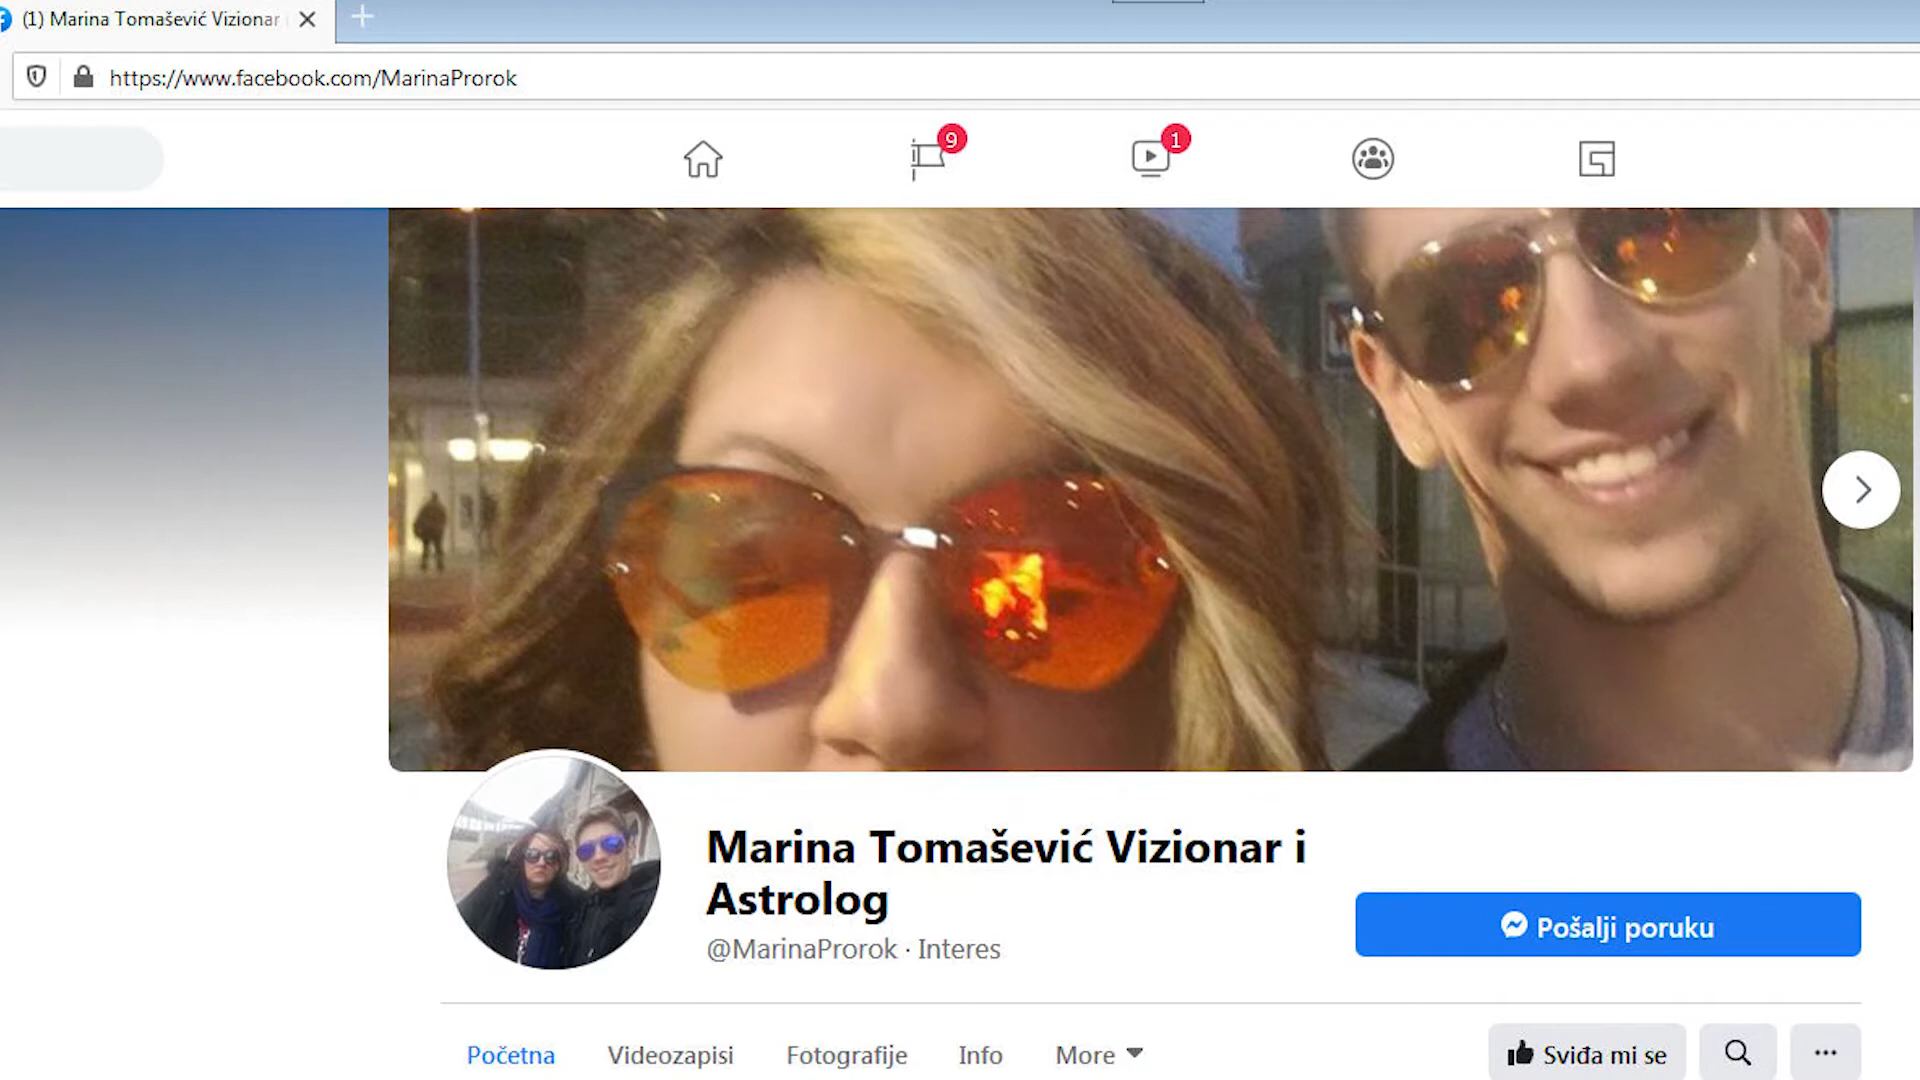 (1) Marina Tomašević Vizionar
https://www.facebook.com/MarinaProrok
9
1
Marina Tomašević Vizionar i
Astrolog
@MarinaProrok · Interes
Pošalji poruku
Početna
Videozapisi
Fotografije
Info
More
Sviđa mi se